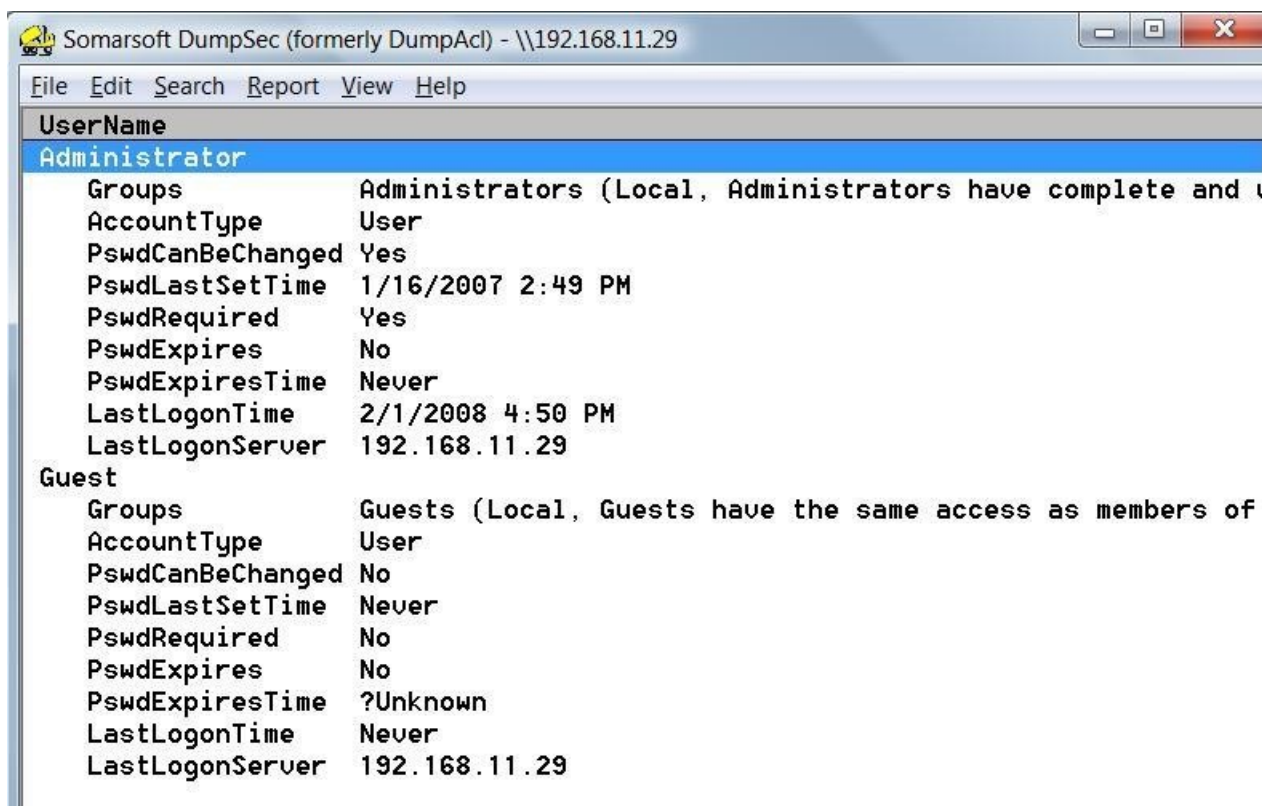 Somarsoft DumpSec (formerly DumpAcl) - \\192.168.11.29
File Edit Search Report View Help
UserName
Administrator
Groups Administrators (Local, Administrators have complete and
AccountType User
PswdCanBeChanged Yes
PswdLastSetTime 1/16/2007 2:49 PM
PswdRequired Yes
PswdExpires No
PswdExpiresTime Never
LastLogonTime 2/1/2008 4:50 PM
LastLogonServer 192.168.11.29
Guest
Groups Guests (Local, Guests have the same access as members of
AccountType User
PswdCanBeChanged No
PswdLastSetTime Never
PswdRequired No
PswdExpires No
PswdExpiresTime ?Unknown
LastLogonTime Never
LastLogonServer 192.168.11.29